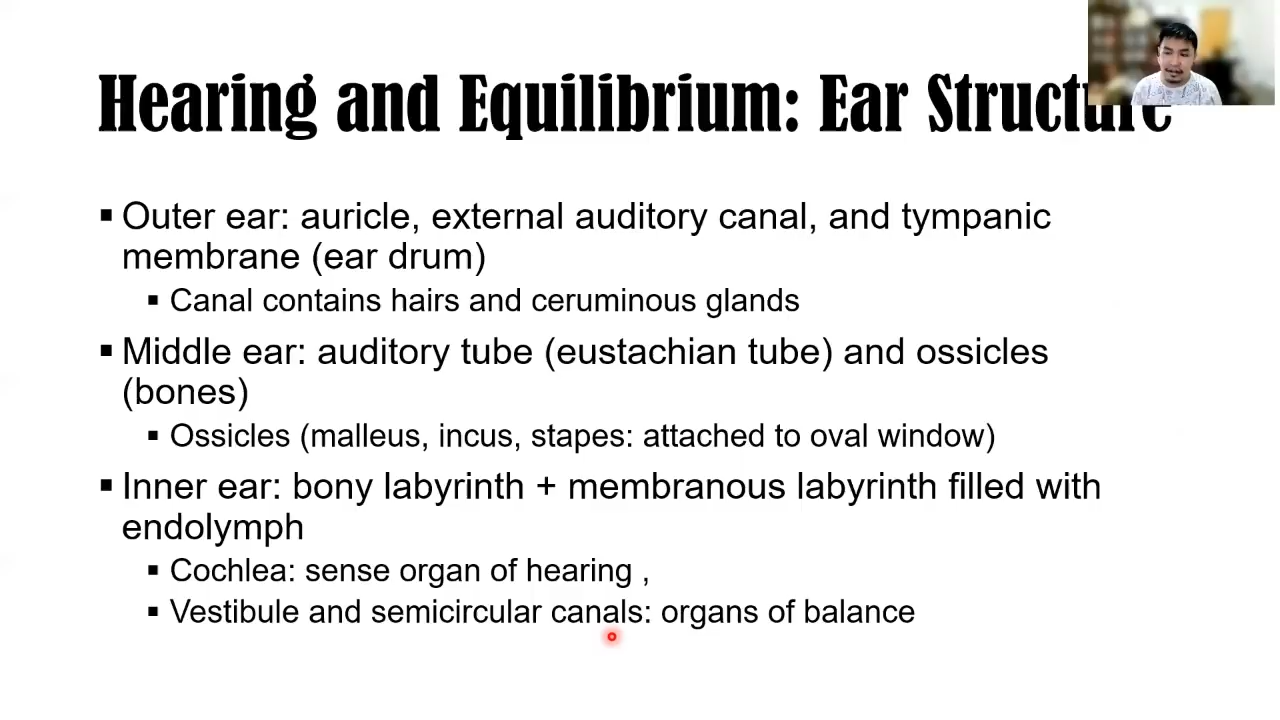 Hearing and Equilibrium: Ear Structure
▪ Outer ear: auricle, external auditory canal, and tympanic
membrane (ear drum)
▪ Canal contains hairs and ceruminous glands
▪ Middle ear: auditory tube (eustachian tube) and ossicles
(bones)
▪ Ossicles (malleus, incus, stapes: attached to oval window)
▪ Inner ear: bony labyrinth + membranous labyrinth filled with
endolymph
▪ Cochlea: sense organ of hearing ,
▪ Vestibule and semicircular canals: organs of balance